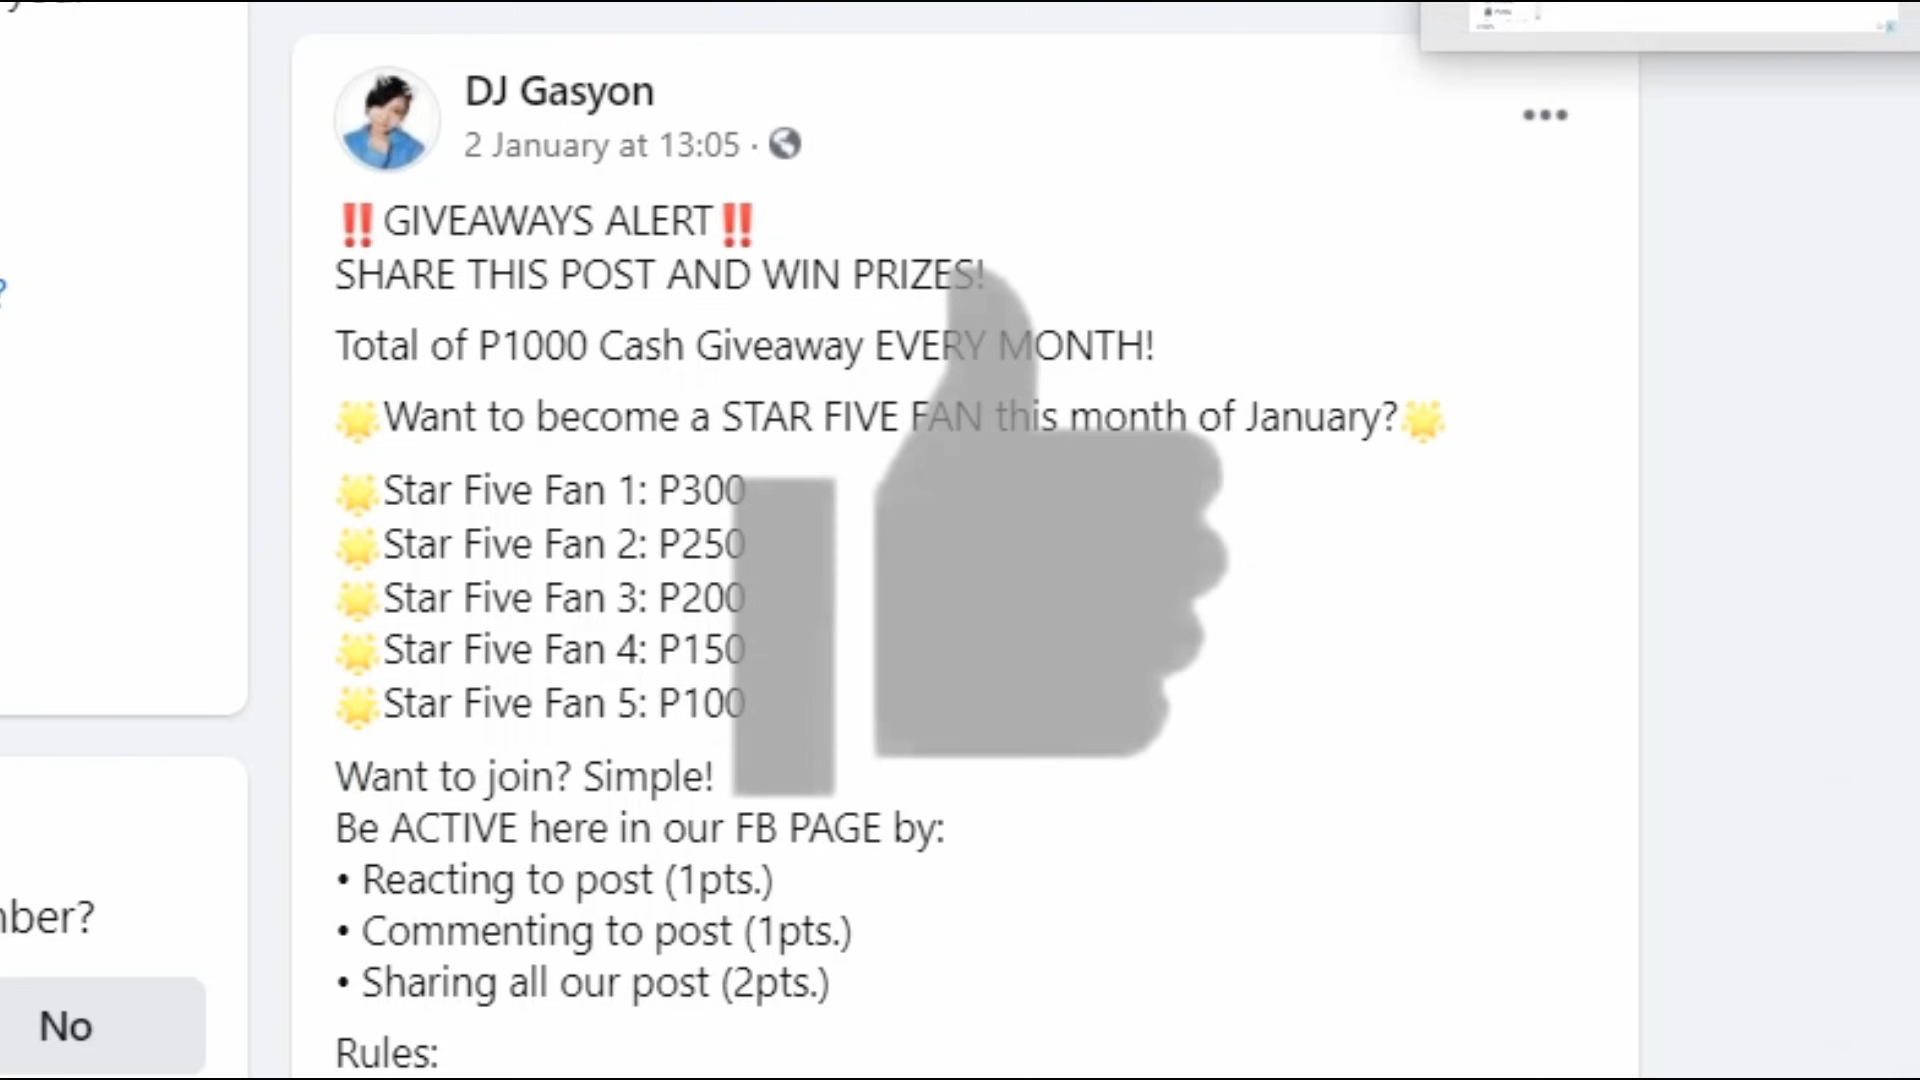 DJ Gasyon
2 January at 13:05 ·
‼GIVEAWAYS ALERT‼
SHARE THIS POST AND WIN PRIZES!
Total of P1000 Cash Giveaway EVERY MONTH!
🌟Want to become a STAR FIVE FAN this month of January?🌟
🌟Star Five Fan 1: P300
🌟Star Five Fan 2: P250
🌟Star Five Fan 3: P200
🌟Star Five Fan 4: P150
🌟Star Five Fan 5: P100
Want to join? Simple!
Be ACTIVE here in our FB PAGE by:
• Reacting to post (1pts.)
• Commenting to post (1pts.)
• Sharing all our post (2pts.)
Rules:
?
mber?
No